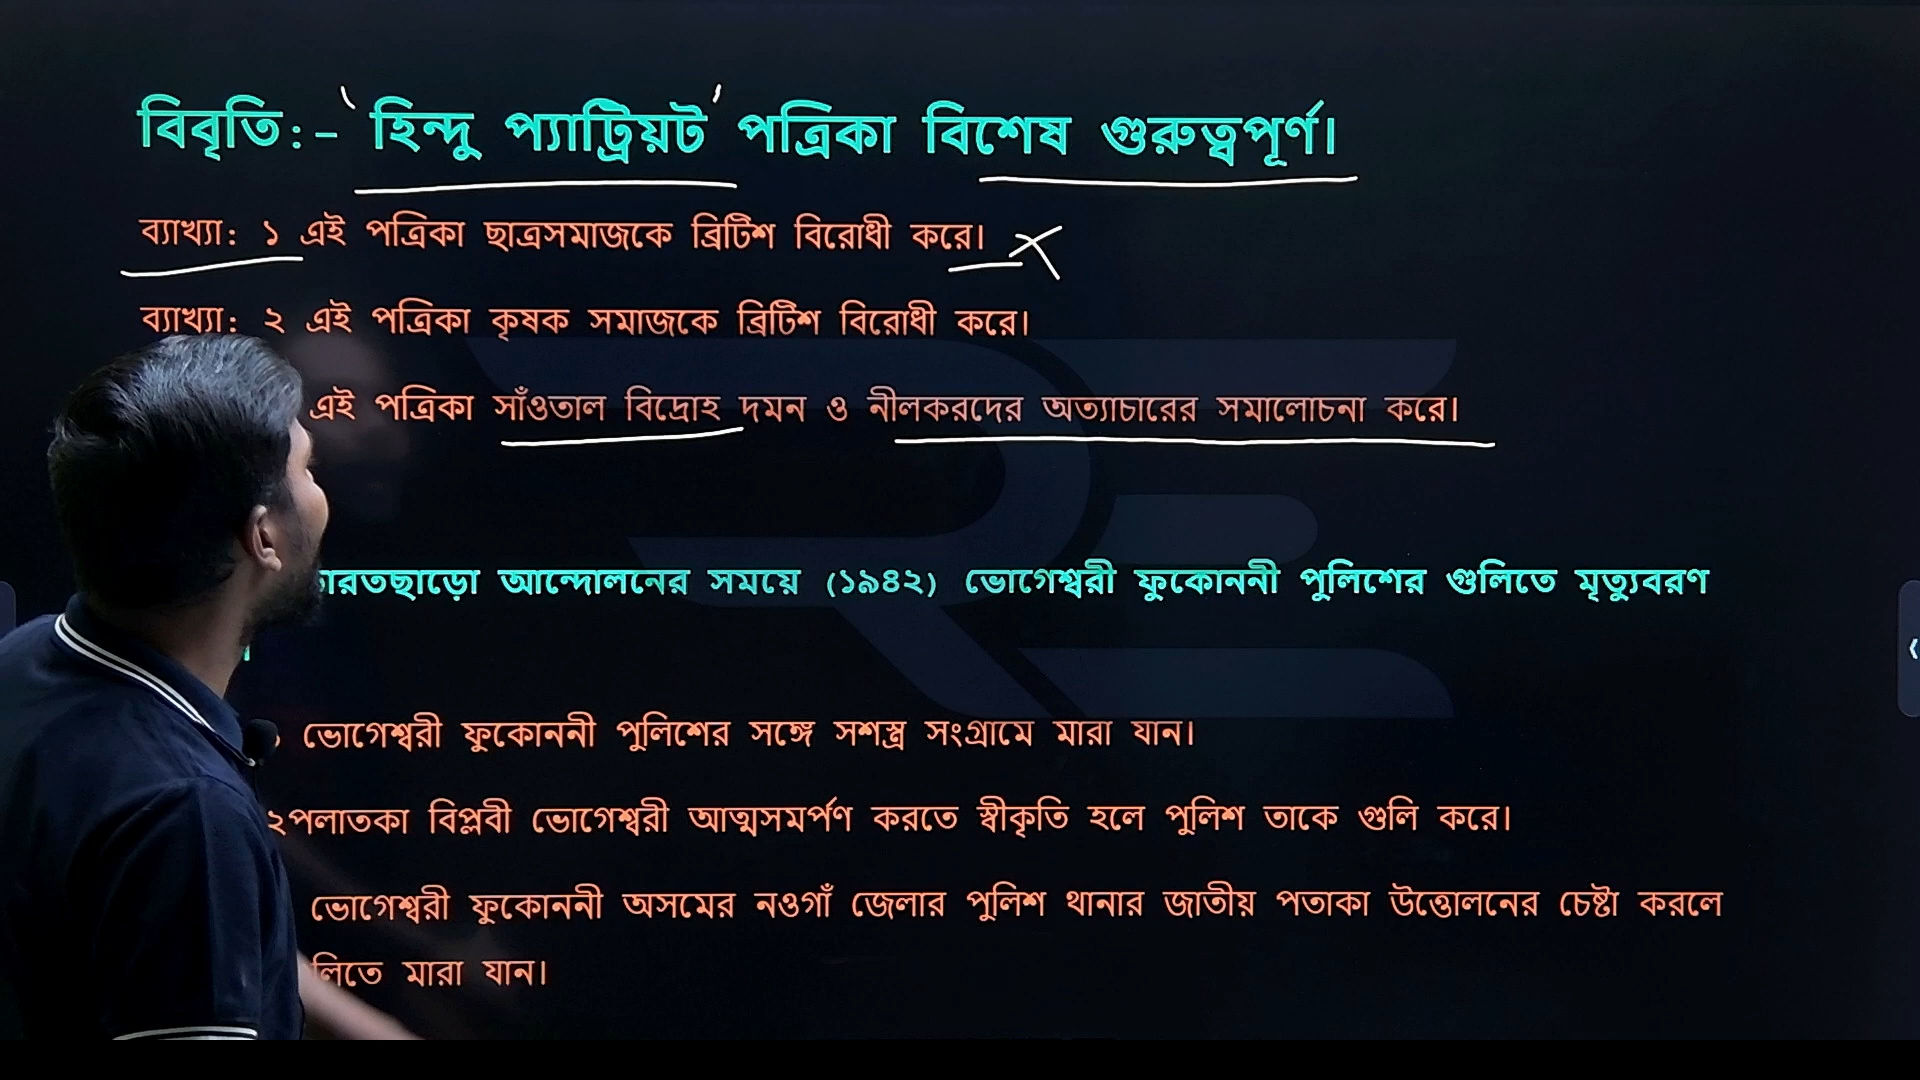 বিবৃতি:- 'হিন্দু প্যাট্রিয়ট' পত্রিকা বিশেষ গুরুত্বপূর্ণ।
ব্যাখ্যা: ১ এই পত্রিকা ছাত্রসমাজকে ব্রিটিশ বিরোধী করে।
ব্যাখ্যা: ২ এই পত্রিকা কৃষক সমাজকে ব্রিটিশ বিরোধী করে।
এই পত্রিকা সাঁওতাল বিদ্রোহ দমন ও নীলকরদের অত্যাচারের সমালোচনা করে।
আন্দোলনের সময়ে (১৯৪২) ভোগেশ্বরী ফুকোননী পুলিশের গুলিতে মৃত্যুবরণ
ভোগেশ্বরী ফুকোননী পুলিশের সঙ্গে সশস্ত্র সংগ্রামে মারা যান।
২পলাতকা বিপ্লবী ভোগেশ্বরী আত্মসমর্পণ করতে স্বীকৃতি হলে পুলিশ তাকে গুলি করে।
ভোগেশ্বরী ফুকোননী অসমের নওগাঁ জেলার পুলিশ থানার জাতীয় পতাকা উত্তোলনের চেষ্টা করলে
মারা যান।